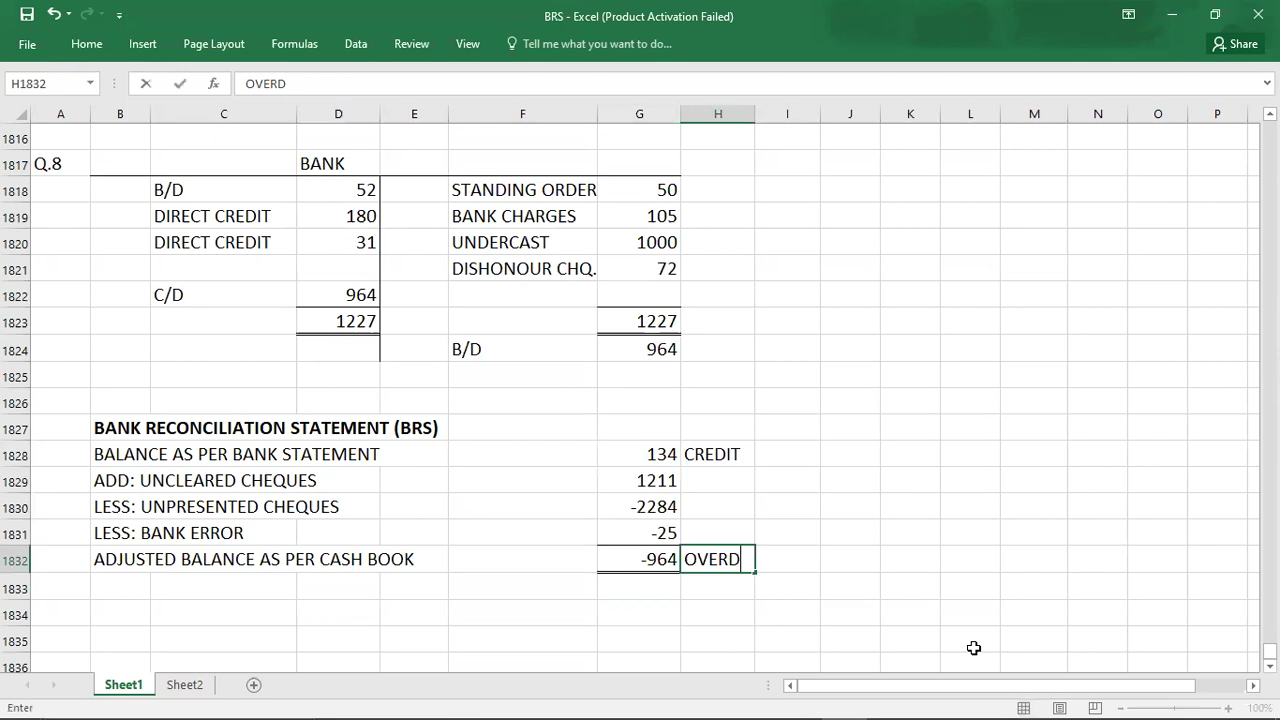 BRS - Excel (Product Activation Failed)
File Home Insert Page Layout Formulas Data Review View Tell me what you want to do... Share
H1832 fx OVERD
A B C D E F G H I J K L M N O P
1816
1817 Q.8 BANK
1818 B/D 52 STANDING ORDER 50
1819 DIRECT CREDIT 180 BANK CHARGES 105
1820 DIRECT CREDIT 31 UNDERCAST 1000
1821 DISHONOUR CHQ. 72
1822 C/D 964
1823 1227 1227
1824 B/D 964
1825
1826
1827 BANK RECONCILIATION STATEMENT (BRS)
1828 BALANCE AS PER BANK STATEMENT 134 CREDIT
1829 ADD: UNCLEARED CHEQUES 1211
1830 LESS: UNPRESENTED CHEQUES -2284
1831 LESS: BANK ERROR -25
1832 ADJUSTED BALANCE AS PER CASH BOOK -964 OVERD
1833
1834
1835
1836
Sheet1 Sheet2
Enter 100%